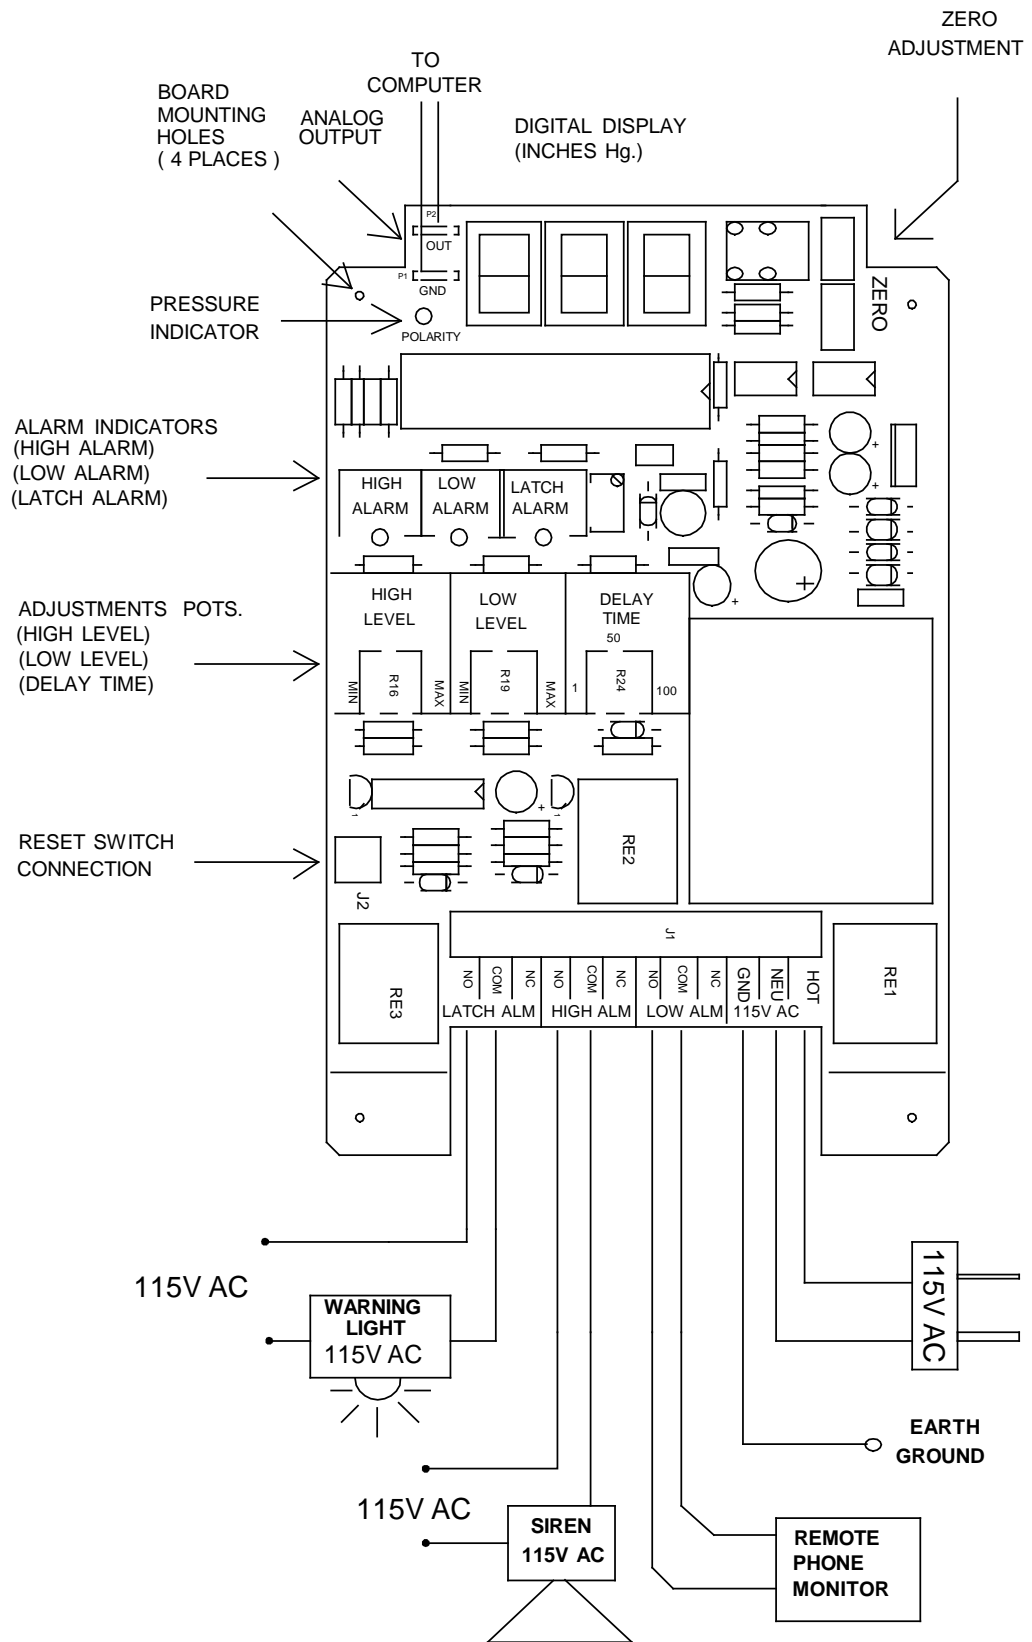 ZERO
ADJUSTMENT
TO
COMPUTER
BOARD
MOUNTING
HOLES
( 4 PLACES )
ANALOG
OUTPUT
DIGITAL DISPLAY
(INCHES Hg.)
P2
OUT
P1
GND
POLARITY
ZERO
PRESSURE
INDICATOR
ALARM INDICATORS
(HIGH ALARM)
(LOW ALARM)
(LATCH ALARM)
HIGH
ALARM
LOW
ALARM
LATCH
ALARM
+
+
+
+
ADJUSTMENTS POTS.
(HIGH LEVEL)
(LOW LEVEL)
(DELAY TIME)
HIGH
LEVEL
LOW
LEVEL
DELAY
TIME
50
MIN
R16
MAX
MIN
R19
MAX
1
R24
100
1
+
1
RESET SWITCH
CONNECTION
J2
RE2
RE3
J1
RE1
NO
COM
NC
NO
COM
NC
NO
COM
NC
GND
NEU
HOT
LATCH ALM
HIGH ALM
LOW ALM
115V AC
115V AC
WARNING
LIGHT
115V AC
115V AC
EARTH
GROUND
115V AC
SIREN
115V AC
REMOTE
PHONE
MONITOR